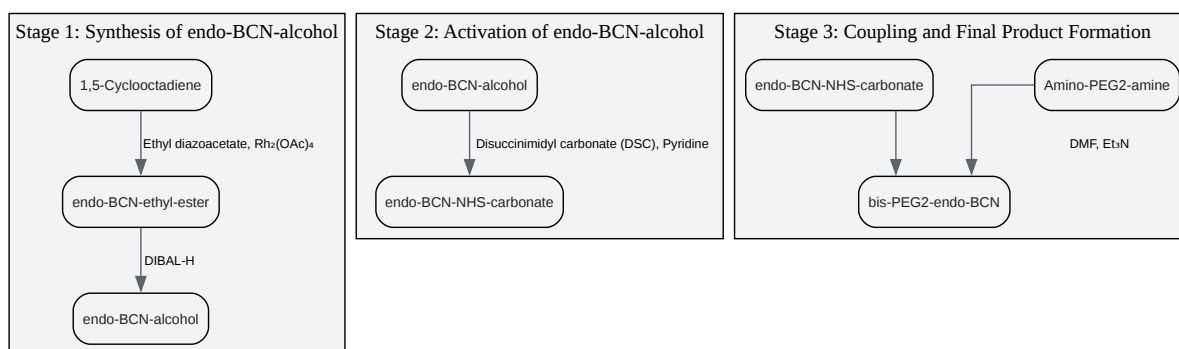 Stage 1: Synthesis of endo-BCN-alcohol
1,5-Cyclooctadiene
Ethyl diazoacetate, Rh₂(OAc)₄
endo-BCN-ethyl-ester
DIBAL-H
endo-BCN-alcohol
Stage 2: Activation of endo-BCN-alcohol
endo-BCN-alcohol
Disuccinimidyl carbonate (DSC), Pyridine
endo-BCN-NHS-carbonate
Stage 3: Coupling and Final Product Formation
endo-BCN-NHS-carbonate
Amino-PEG2-amine
DMF, Et₃N
bis-PEG2-endo-BCN